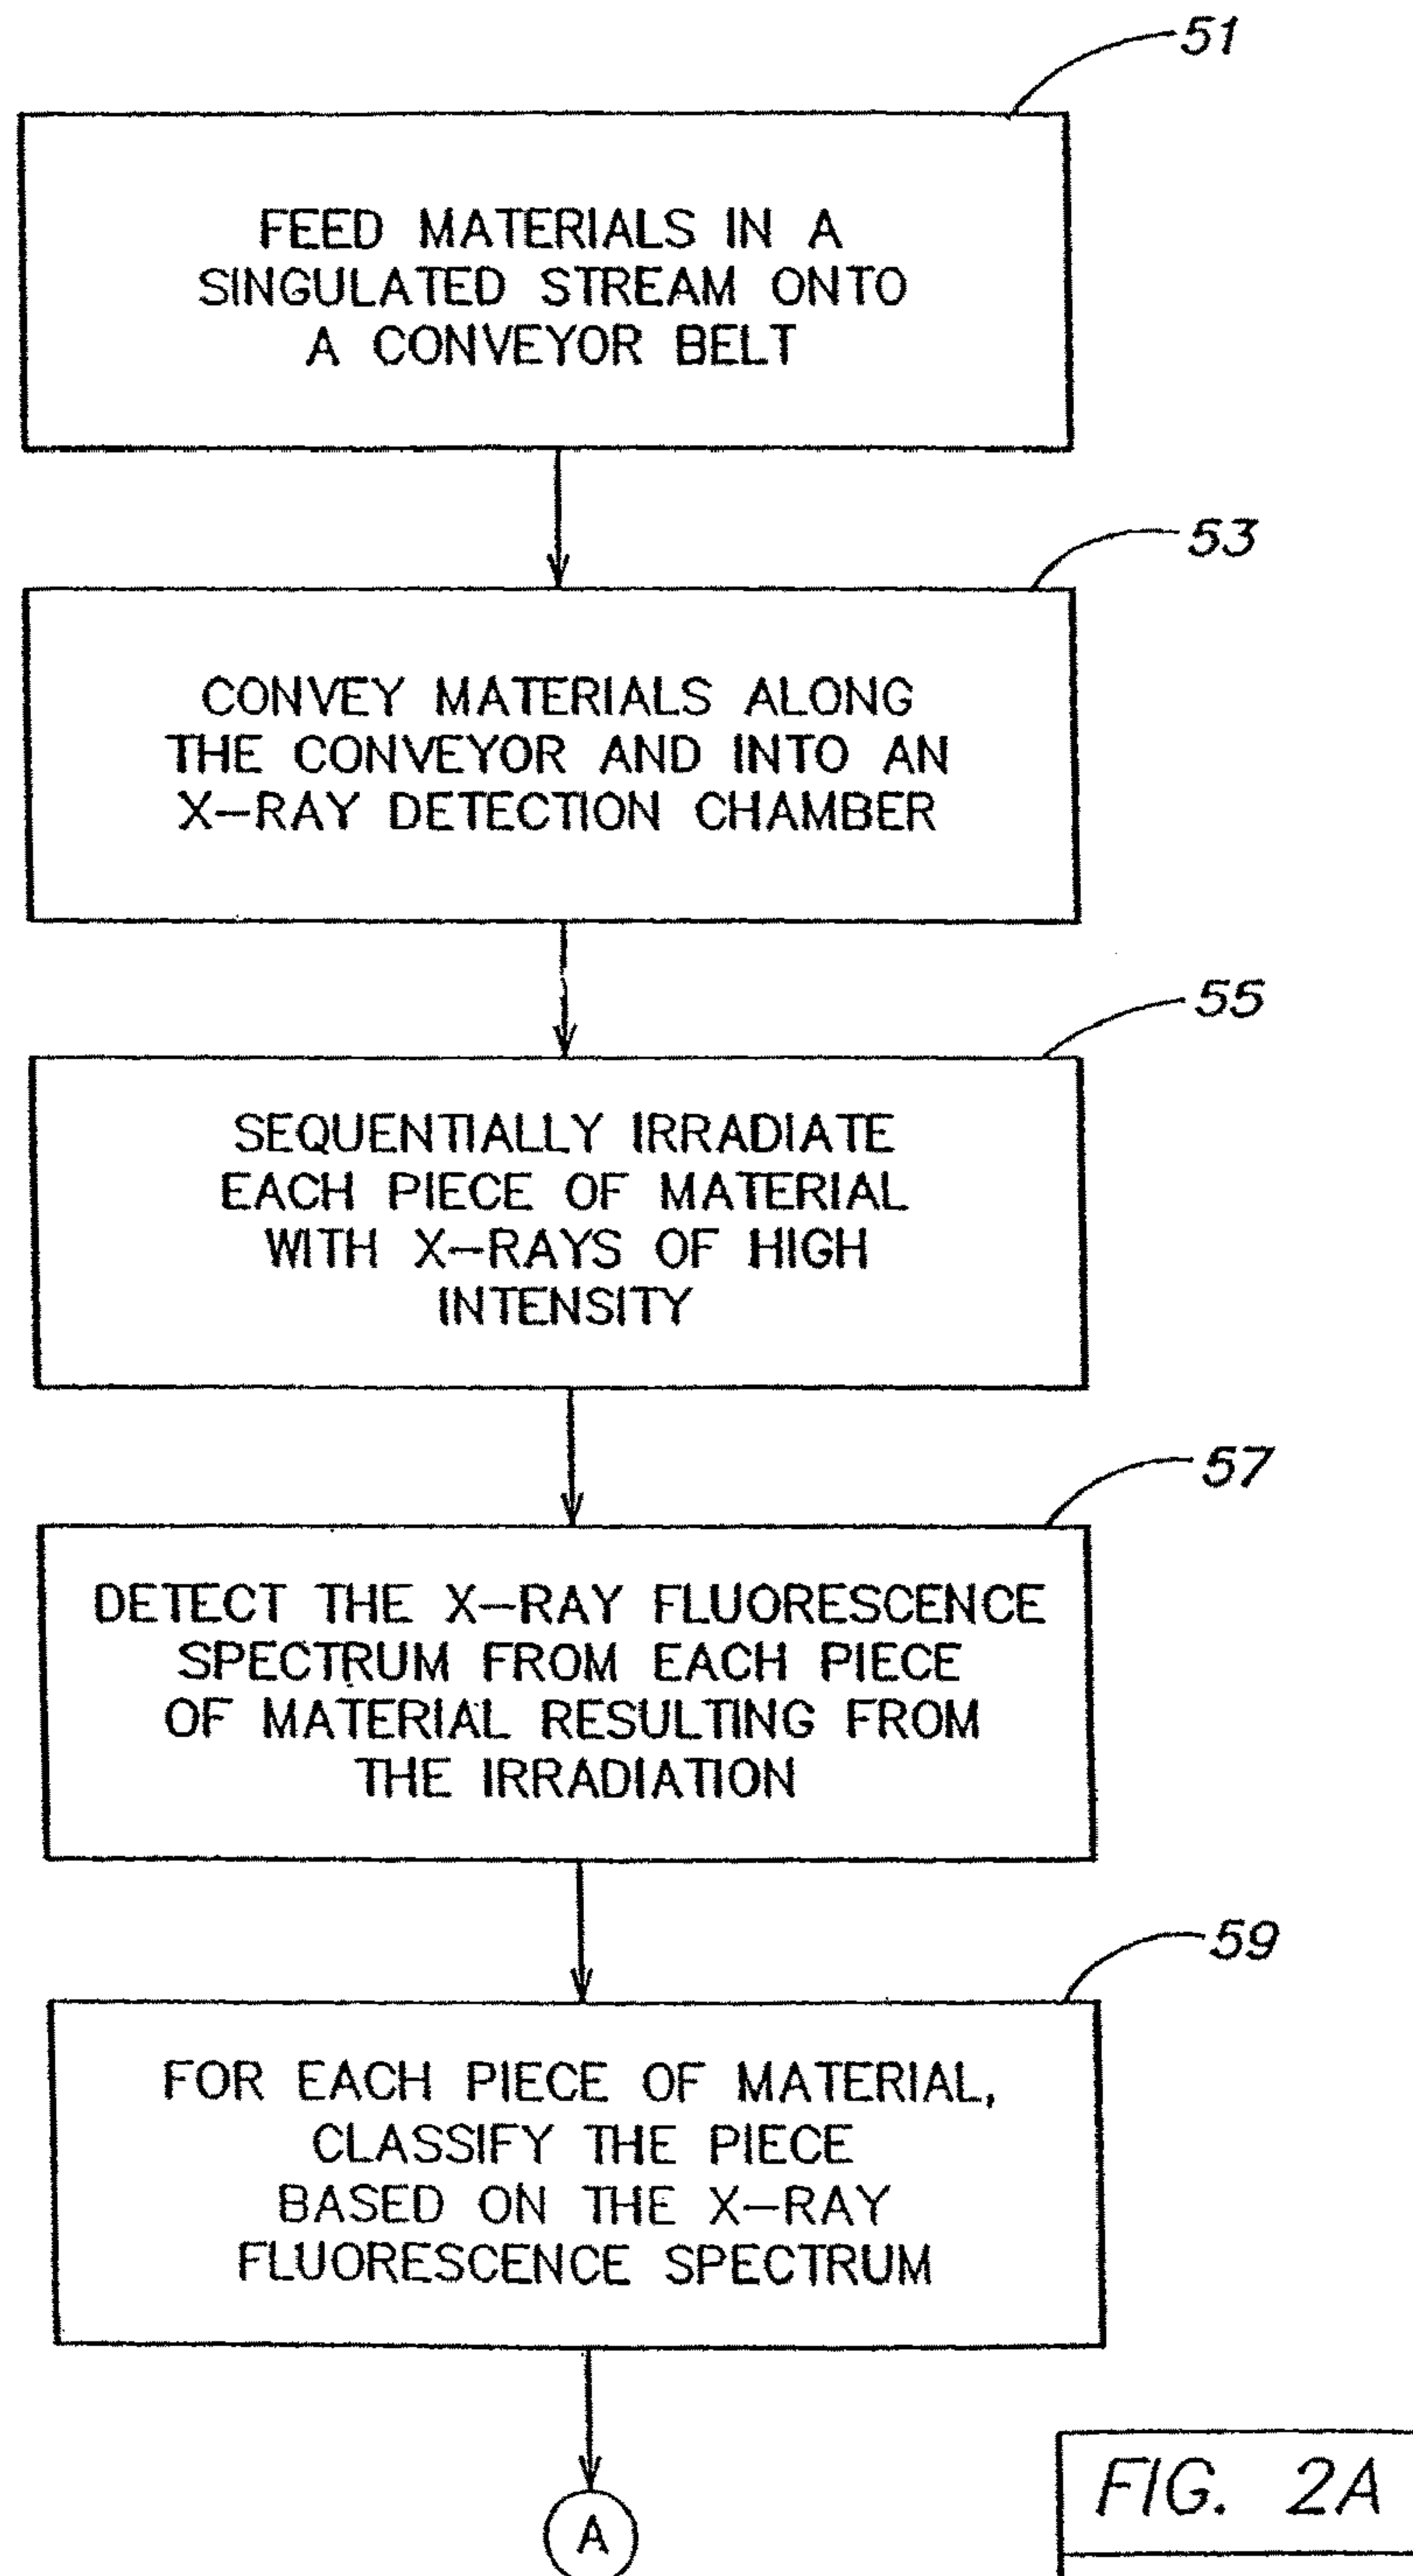 51
FEED MATERIALS IN A
SINGULATED STREAM ONTO
A CONVEYOR BELT
53
CONVEY MATERIALS ALONG
THE CONVEYOR AND INTO AN
X-RAY DETECTION CHAMBER
55
SEQUENTIALLY IRRADIATE
EACH PIECE OF MATERIAL
WITH X-RAYS OF HIGH
INTENSITY
57
DETECT THE X-RAY FLUORESCENCE
SPECTRUM FROM EACH PIECE
OF MATERIAL RESULTING FROM
THE IRRADIATION
59
FOR EACH PIECE OF MATERIAL,
CLASSIFY THE PIECE
BASED ON THE X-RAY
FLUORESCENCE SPECTRUM
A
FIG. 2A